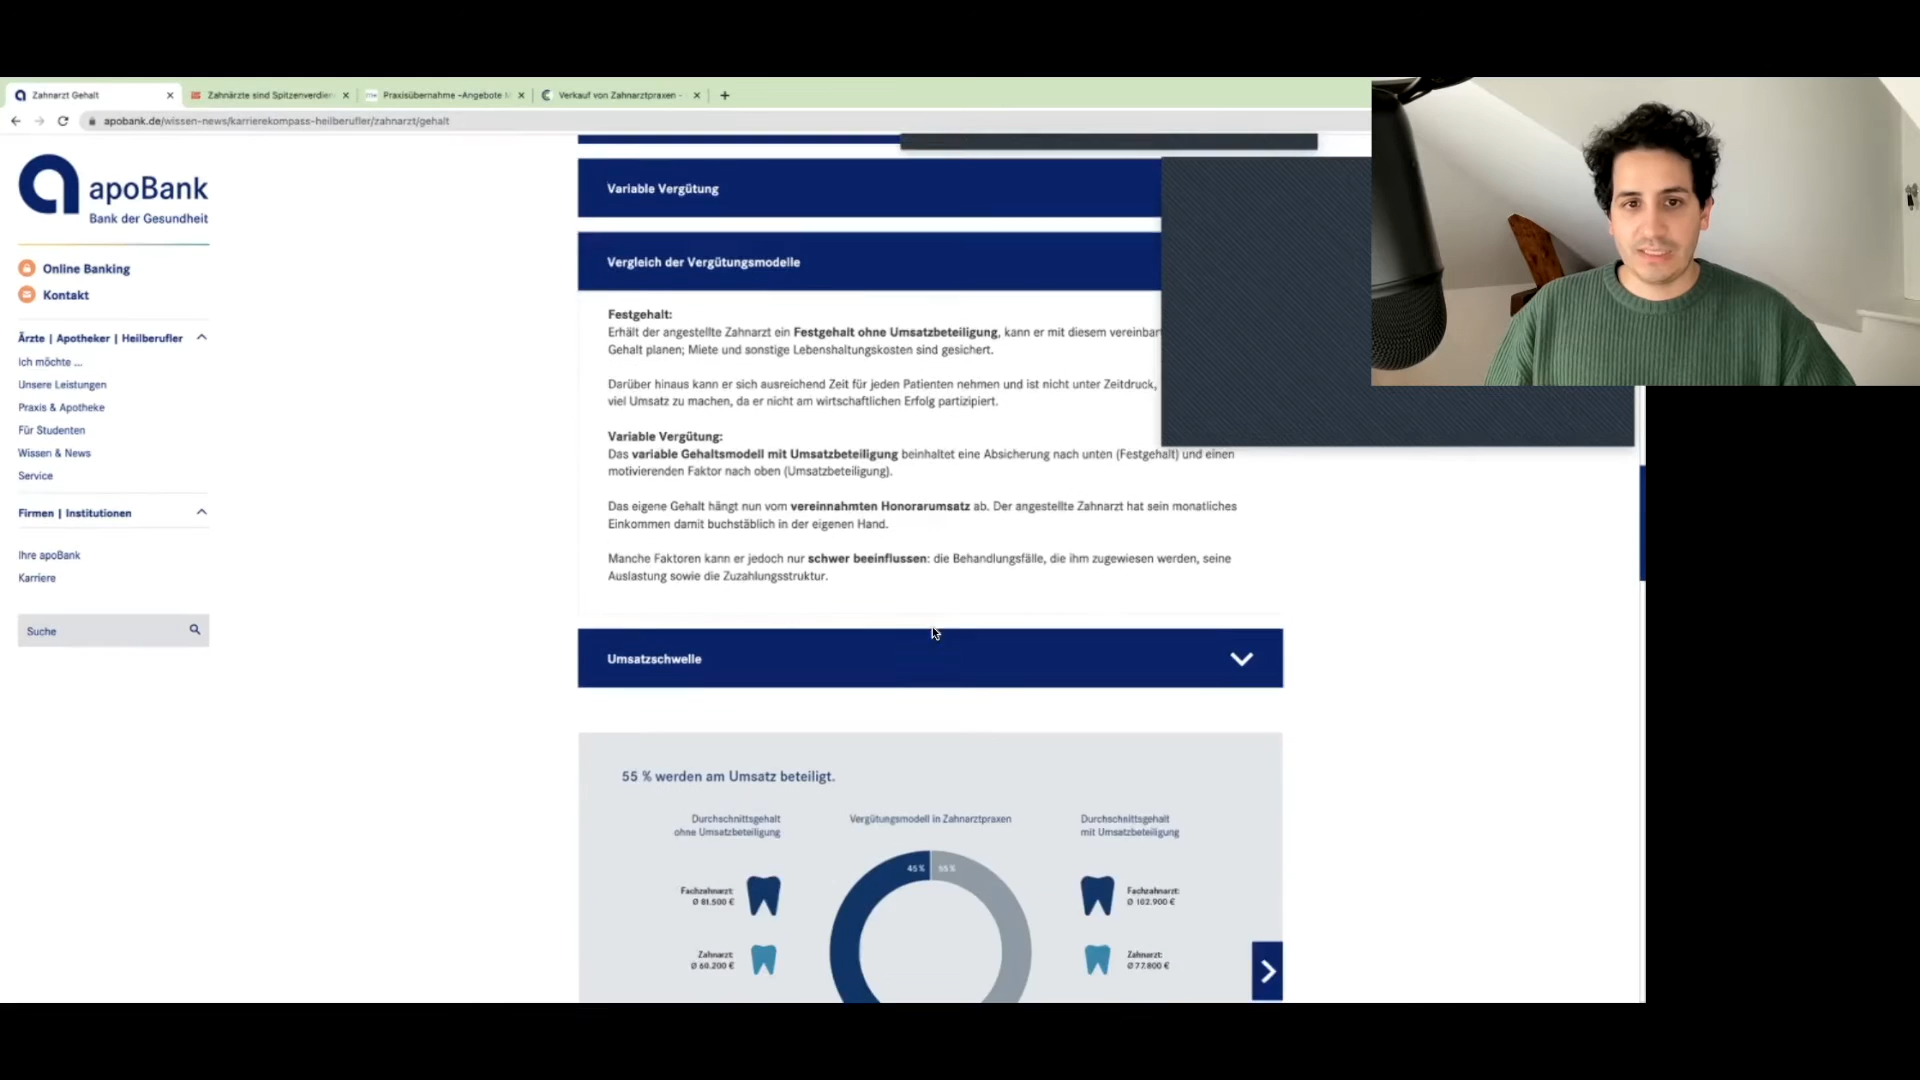 Zahnarzt Gehalt
Zahnärzte sind Spitzenverdien
Praxisübernahme -Angebote
Verkauf von Zahnarztpraxen -
apobank.de/wissen-news/karrierekompass-heilberufler/zahnarzt/gehalt
apoBank
Bank der Gesundheit
Online Banking
Kontakt
Ärzte | Apotheker | Heilberufler
Ich möchte ...
Unsere Leistungen
Praxis & Apotheke
Für Studenten
Wissen & News
Service
Firmen | Institutionen
Ihre apoBank
Karriere
Suche
Variable Vergütung
Vergleich der Vergütungsmodelle
Festgehalt:
Erhält der angestellte Zahnarzt ein Festgehalt ohne Umsatzbeteiligung, kann er mit diesem vereinbar
Gehalt planen; Miete und sonstige Lebenshaltungskosten sind gesichert.
Darüber hinaus kann er sich ausreichend Zeit für jeden Patienten nehmen und ist nicht unter Zeitdruck,
viel Umsatz zu machen, da er nicht am wirtschaftlichen Erfolg partizipiert.
Variable Vergütung:
Das variable Gehaltsmodell mit Umsatzbeteiligung beinhaltet eine Absicherung nach unten (Festgehalt) und einen
motivierenden Faktor nach oben (Umsatzbeteiligung).
Das eigene Gehalt hängt nun vom vereinnahmten Honorarumsatz ab. Der angestellte Zahnarzt hat sein monatliches
Einkommen damit buchstäblich in der eigenen Hand.
Manche Faktoren kann er jedoch nur schwer beeinflussen: die Behandlungsfälle, die ihm zugewiesen werden, seine
Auslastung sowie die Zuzahlungsstruktur.
Umsatzschwelle
55 % werden am Umsatz beteiligt.
Durchschnittsgehalt
ohne Umsatzbeteiligung
Vergütungsmodell in Zahnarztpraxen
Durchschnittsgehalt
mit Umsatzbeteiligung
45 %
55 %
Fachzahnarzt:
Ø 81.500 €
Fachzahnarzt:
Ø 102.900 €
Zahnarzt:
Ø 60.200 €
Zahnarzt:
Ø 77.800 €